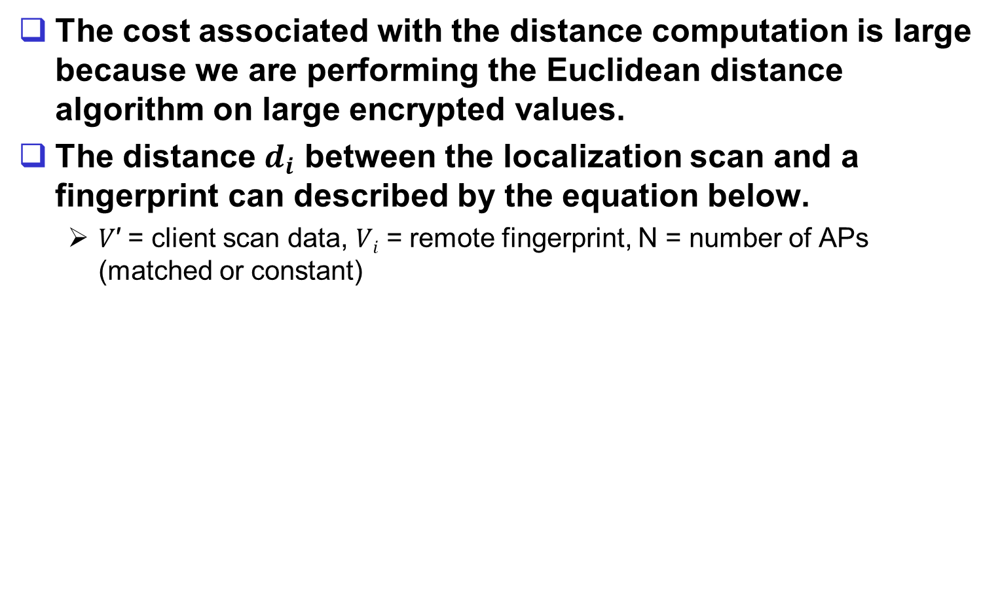 The cost associated with the distance computation is large
because we are performing the Euclidean distance
algorithm on large encrypted values.
The distance dᵢ between the localization scan and a
fingerprint can described by the equation below.
V′ = client scan data, Vᵢ = remote fingerprint, N = number of APs
(matched or constant)